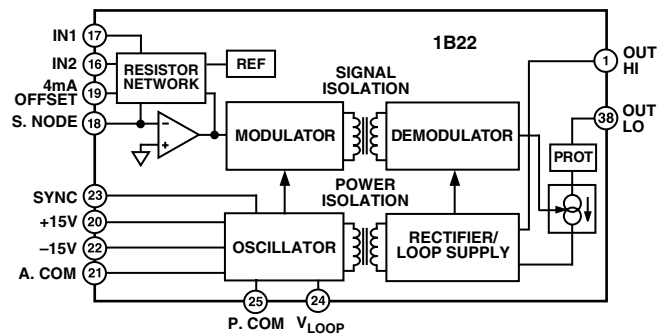 17
IN1
1B22
16
IN2
RESISTOR
NETWORK
REF
1
OUT
HI
4mA
OFFSET
19
SIGNAL
ISOLATION
S. NODE
18
–
+
MODULATOR
DEMODULATOR
38
OUT
LO
PROT
SYNC
23
POWER
ISOLATION
+15V
20
–15V
22
OSCILLATOR
RECTIFIER/
LOOP SUPPLY
A. COM
21
25
24
P. COM
VLOOP